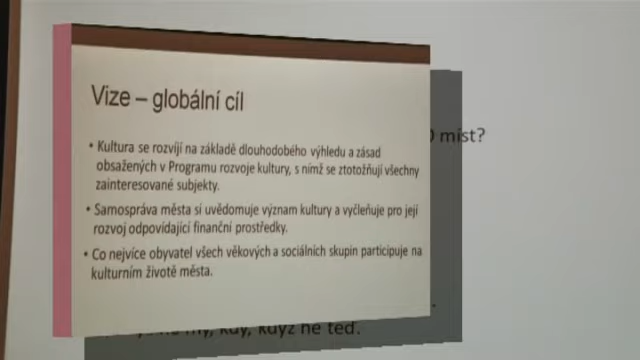 Vize – globální cíl
• Kultura se rozvíjí na základě dlouhodobého výhledu a zásad
obsažených v Programu rozvoje kultury, s nímž se ztotožňují všechny
zainteresované subjekty.
• Samospráva města si uvědomuje význam kultury a vyčleňuje pro její
rozvoj odpovídající finanční prostředky.
• Co nejvíce obyvatel všech věkových a sociálních skupin participuje na
kulturním životě města.
míst?
my, kdy, když ne teď.